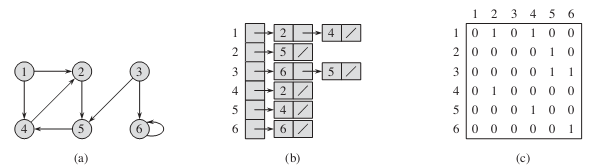 1 2 3
4 5 6
(a)
1 2 4
2 5
3 6 5
4 2
5 4
6 6
(b)
1 2 3 4 5 6
1 0 1 0 1 0 0
2 0 0 0 0 1 0
3 0 0 0 0 1 1
4 0 1 0 0 0 0
5 0 0 0 1 0 0
6 0 0 0 0 0 1
(c)